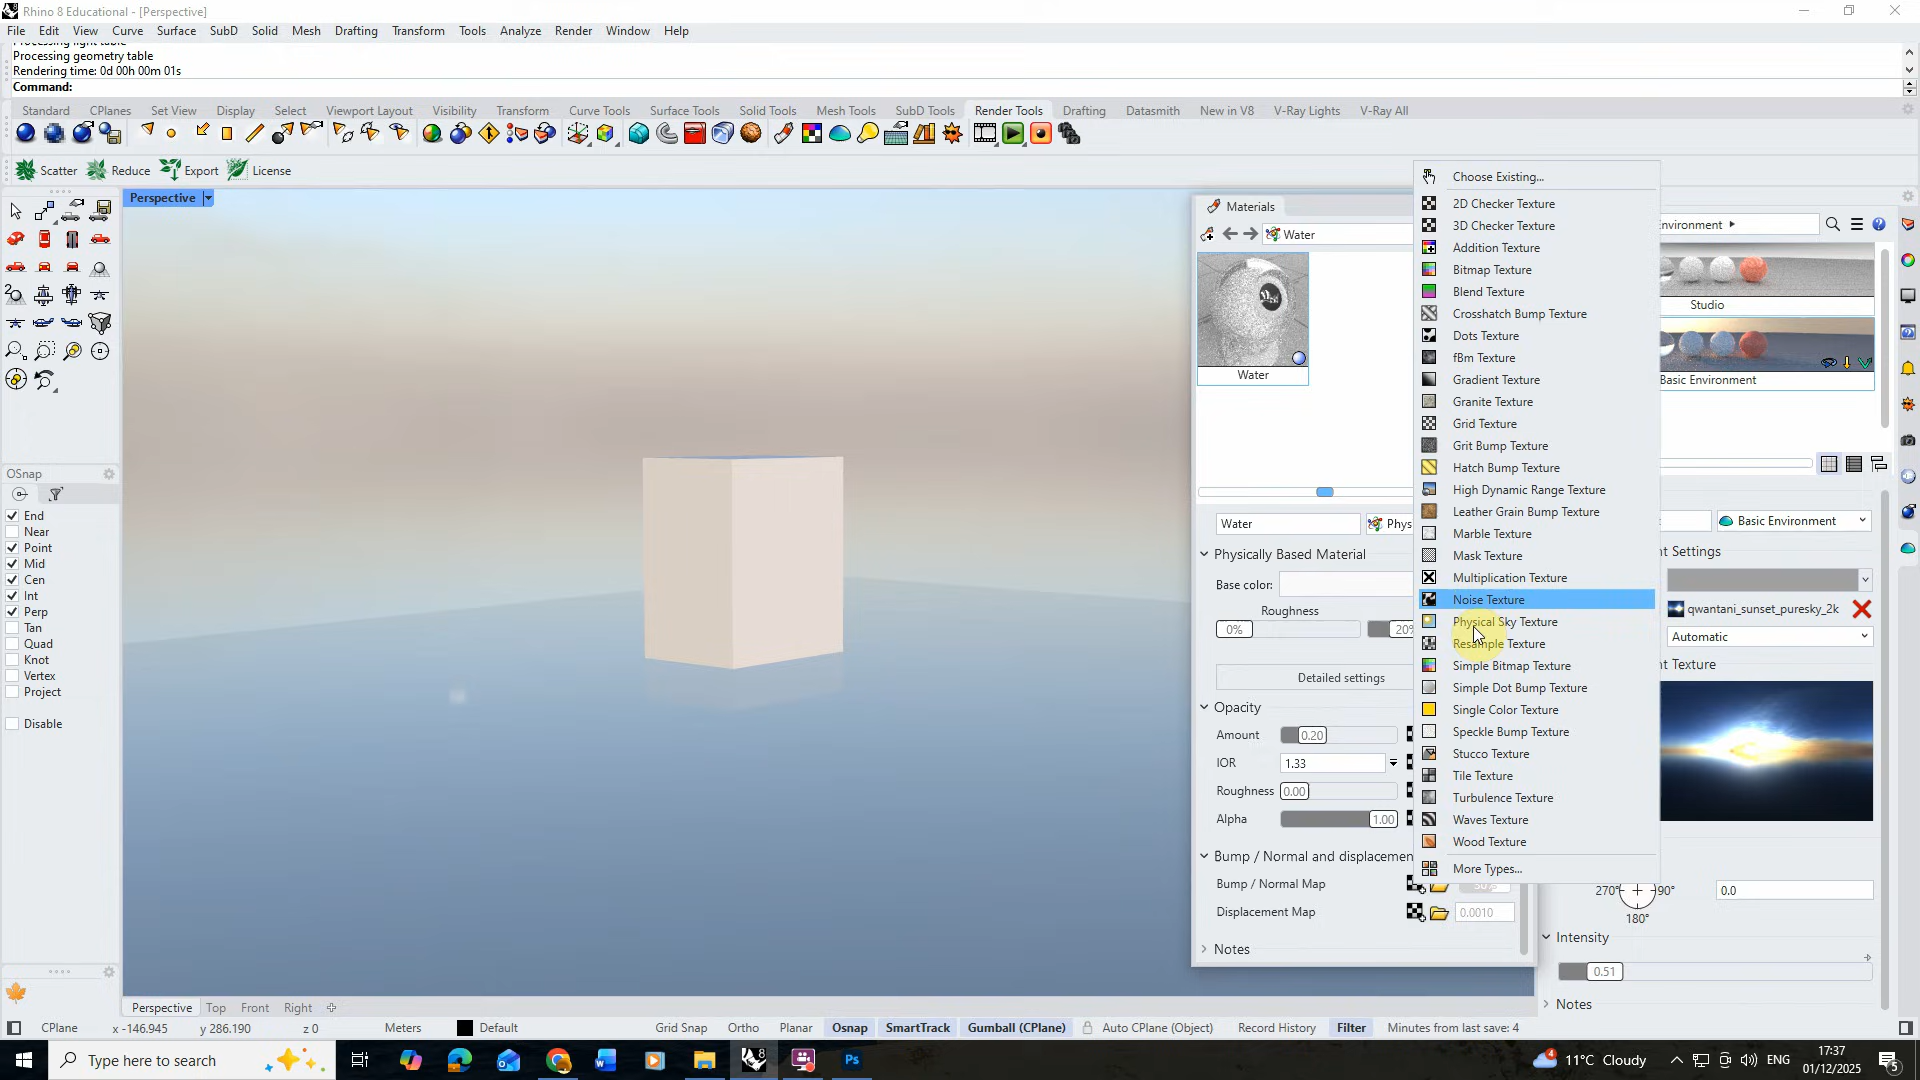 Rhino 8 Educational - [Perspective]
File Edit View Curve Surface SubD Solid Mesh Drafting Transform Tools Analyze Render Window Help
Processing geometry table
Rendering time: 0d 00h 00m 01s
Command:
Standard CPlanes Set View Display Select Viewport Layout Visibility Transform Curve Tools Surface Tools Solid Tools Mesh Tools SubD Tools Render Tools Drafting Datasmith New in V8 V-Ray Lights V-Ray All
Scatter Reduce Export License
Perspective
OSnap
End
Near
Point
Mid
Cen
Int
Perp
Tan
Quad
Knot
Vertex
Project
Disable
Materials
Water
Water
Water
Physically Based Material
Base color:
Roughness
0% 20%
Detailed settings
Opacity
Amount 0.20
IOR 1.33
Roughness 0.00
Alpha 1.00
Bump / Normal and displacemen
Bump / Normal Map
Displacement Map 0.0010
Notes
Choose Existing...
2D Checker Texture
3D Checker Texture
Addition Texture
Bitmap Texture
Blend Texture
Crosshatch Bump Texture
Dots Texture
fBm Texture
Gradient Texture
Granite Texture
Grid Texture
Grit Bump Texture
Hatch Bump Texture
High Dynamic Range Texture
Leather Grain Bump Texture
Marble Texture
Mask Texture
Multiplication Texture
Noise Texture
Physical Sky Texture
Resample Texture
Simple Bitmap Texture
Simple Dot Bump Texture
Single Color Texture
Speckle Bump Texture
Stucco Texture
Tile Texture
Turbulence Texture
Waves Texture
Wood Texture
More Types...
Studio
Basic Environment
Basic Environment
nt Settings
qwantani_sunset_puresky_2k
Automatic
t Texture
270° 90° 0.0
180°
Intensity
0.51
Notes
Perspective Top Front Right
CPlane x -146.945 y 286.190 z 0 Meters Default Grid Snap Ortho Planar Osnap SmartTrack Gumball (CPlane) Auto CPlane (Object) Record History Filter Minutes from last save: 4
Type here to search
4 11°C Cloudy ENG 17:37
01/12/2025 5